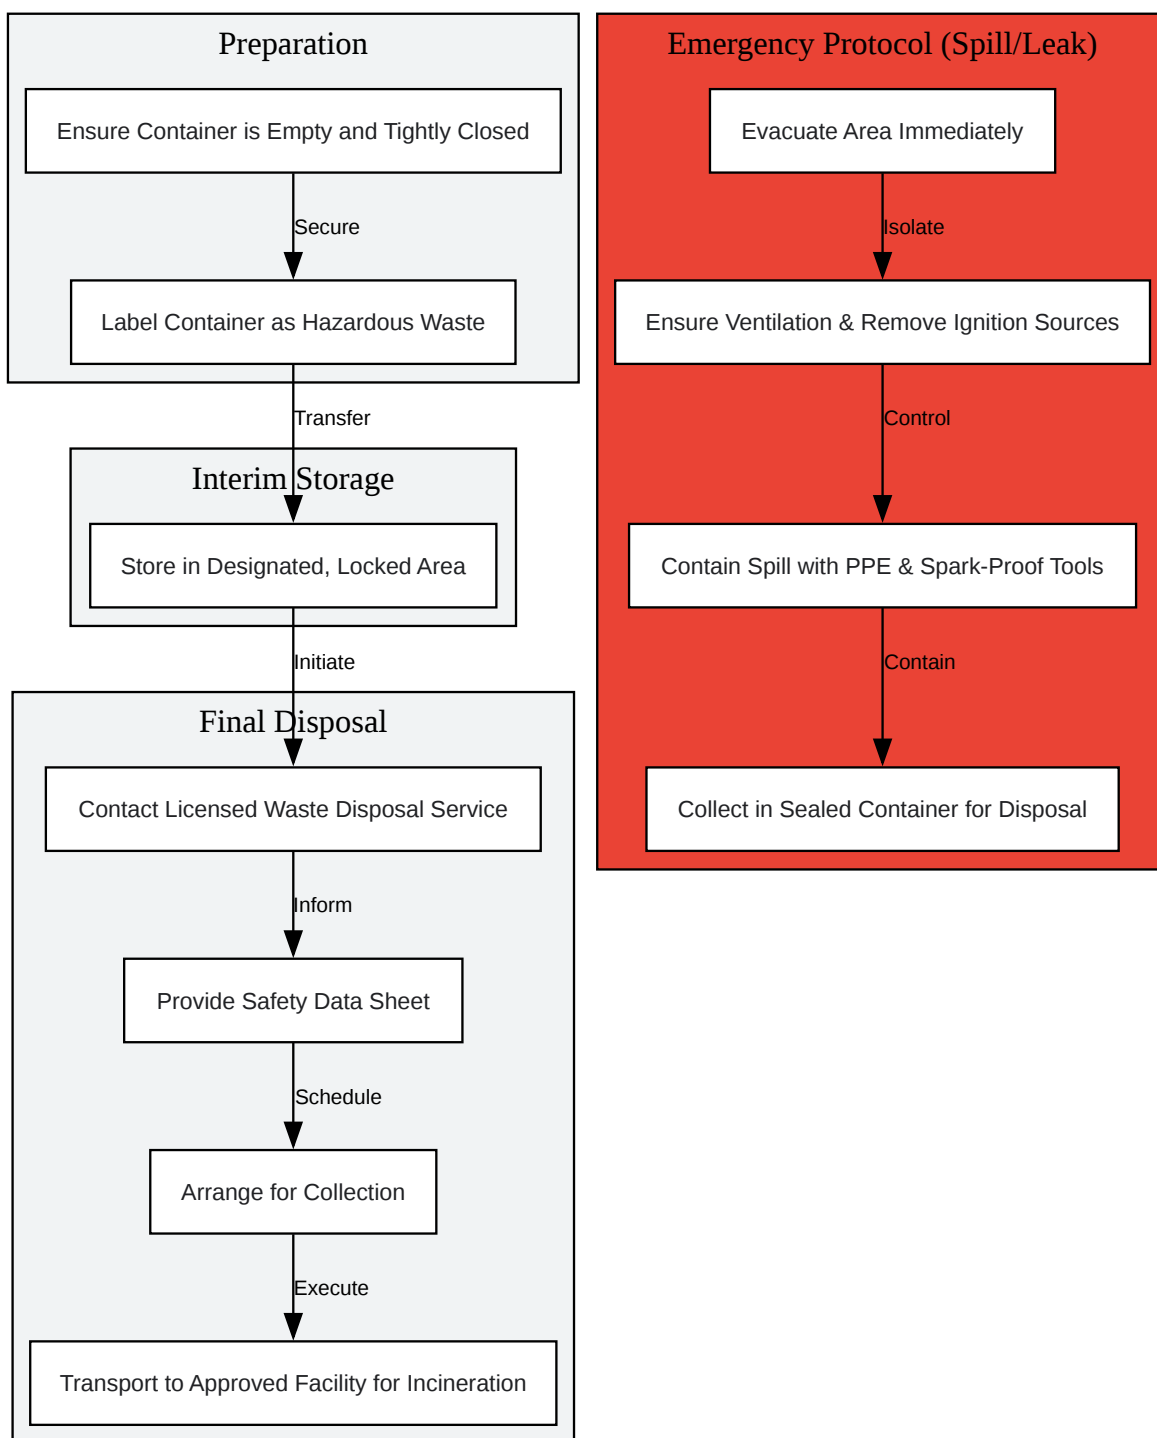 Preparation
Ensure Container is Empty and Tightly Closed
Secure
Label Container as Hazardous Waste
Transfer
Interim Storage
Store in Designated, Locked Area
Initiate
Final Disposal
Contact Licensed Waste Disposal Service
Inform
Provide Safety Data Sheet
Schedule
Arrange for Collection
Execute
Transport to Approved Facility for Incineration
Emergency Protocol (Spill/Leak)
Evacuate Area Immediately
Isolate
Ensure Ventilation & Remove Ignition Sources
Control
Contain Spill with PPE & Spark-Proof Tools
Contain
Collect in Sealed Container for Disposal